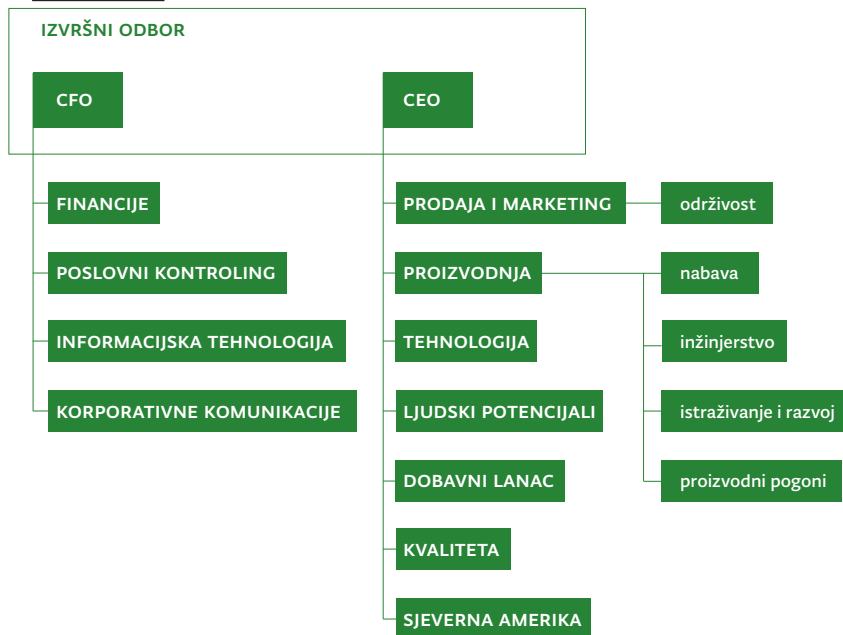 IZVRŠNI ODBOR
CFO
CEO
FINANCIJE
POSLOVNI KONTROLING
INFORMACIJSKA TEHNOLOGIJA
KORPORATIVNE KOMUNIKACIJE
PRODAJA I MARKETING
održivost
PROIZVODNJA
nabava
inžinjerstvo
istraživanje i razvoj
proizvodni pogoni
TEHNOLOGIJA
LJUDSKI POTENCIJALI
DOBAVNI LANAC
KVALITETA
SJEVERNA AMERIKA